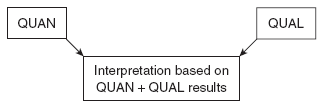 QUAN
QUAL
Interpretation based on
QUAN + QUAL results